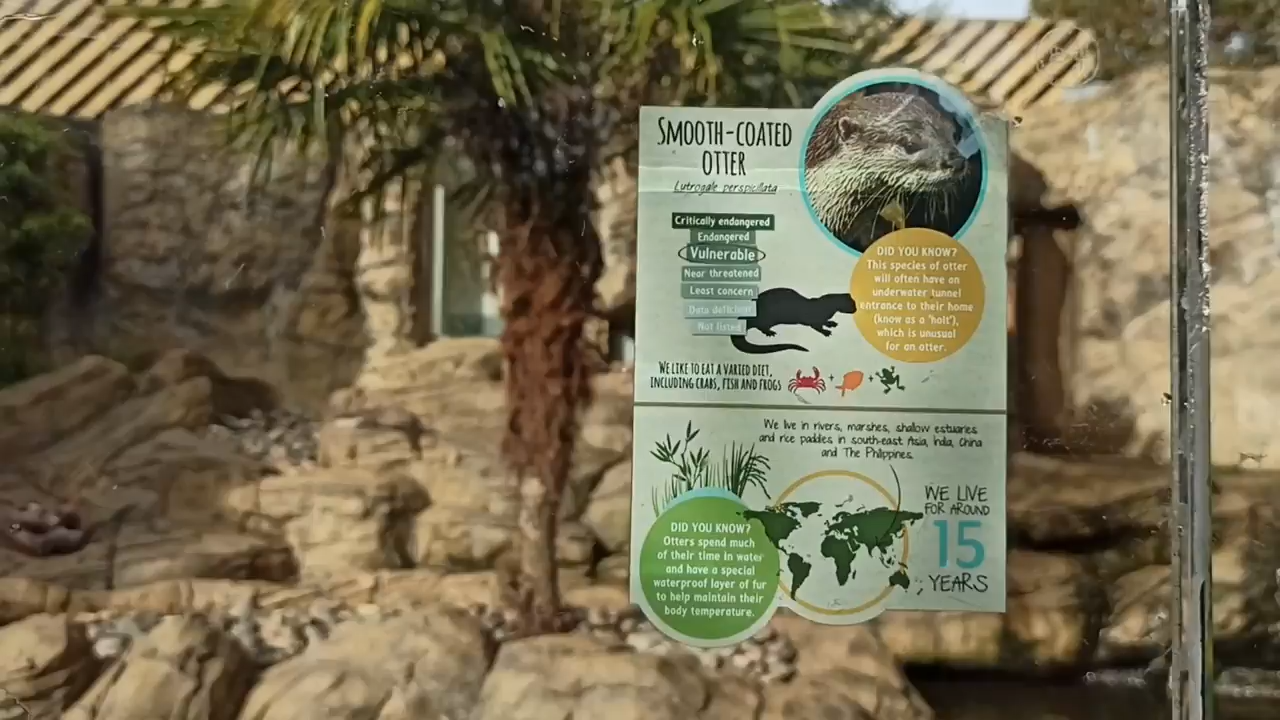 SMOOTH-COATED
OTTER
Lutrogale perspicillata
Critically endangered
Endangered
Vulnerable
Near threatened
Least concern
Data deficient
Not listed
DID YOU KNOW?
This species of otter
will often have an
underwater tunnel
entrance to their home
(know as a 'holt'),
which is unusual
for an otter.
WE LIKE TO EAT A VARIED DIET,
INCLUDING CRABS, FISH AND FROGS
+ +
We live in rivers, marshes, shallow estuaries
and rice paddies in south-east Asia, India, China
and The Philippines.
DID YOU KNOW?
Otters spend much
of their time in water
and have a special
waterproof layer of fur
to help maintain their
body temperature.
WE LIVE
FOR AROUND
15
YEARS